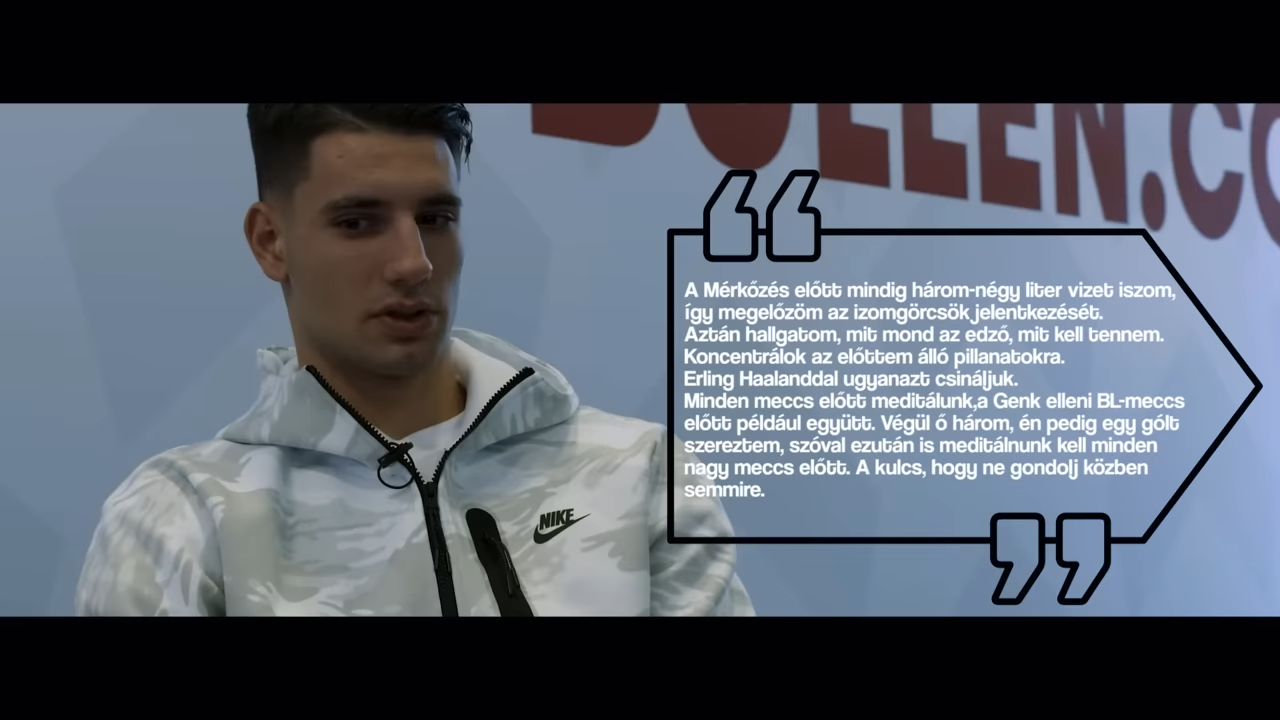 BULLEN.CO
A Mérkőzés előtt mindig három-négy liter vizet iszom,
így megelőzöm az izomgörcsök jelentkezését.
Aztán hallgatom, mit mond az edző, mit kell tennem.
Koncentrálok az előttem álló pillanatokra.
Erling Haalanddal ugyanazt csináljuk.
Minden meccs előtt meditálunk,a Genk elleni BL-meccs
előtt például együtt. Végül ő három, én pedig egy gólt
szereztem, szóval ezután is meditálnunk kell minden
nagy meccs előtt. A kulcs, hogy ne gondolj közben
semmire.
NIKE